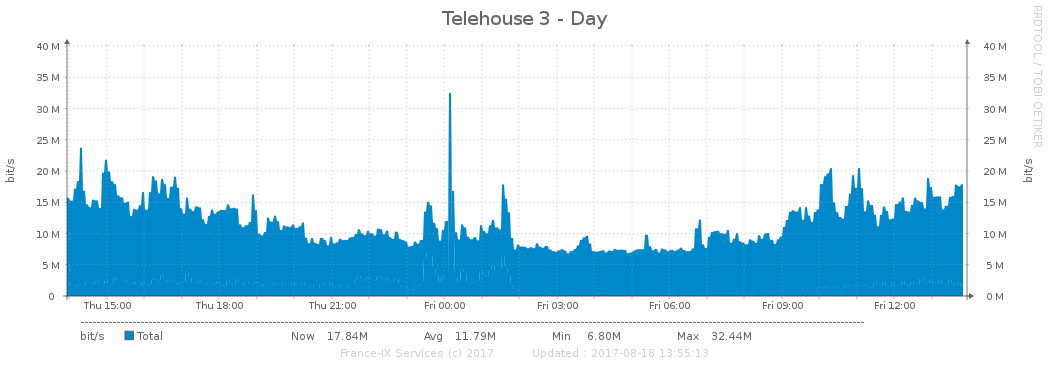 Telehouse 3 - Day
RRDTOOL / TOBI OETIKER
bit/s
bit/s
40 M 40 M
35 M 35 M
30 M 30 M
25 M 25 M
20 M 20 M
15 M 15 M
10 M 10 M
5 M 5 M
0 0 M
Thu 15:00 Thu 18:00 Thu 21:00 Fri 00:00 Fri 03:00 Fri 06:00 Fri 09:00 Fri 12:00
bit/s Total Now 17.84M Avg 11.79M Min 6.80M Max 32.44M
France-IX Services (c) 2017 Updated : 2017-08-18 13:55:13